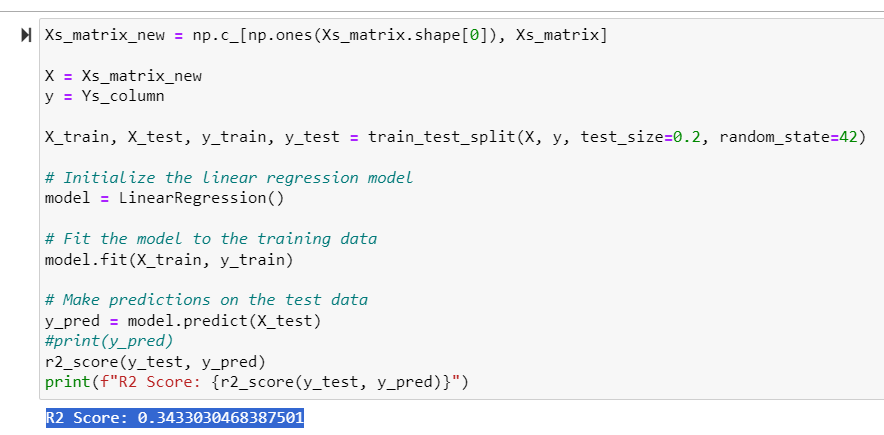 Xs_matrix_new = np.c_[np.ones(Xs_matrix.shape[0]), Xs_matrix]
X = Xs_matrix_new
y = Ys_column
X_train, X_test, y_train, y_test = train_test_split(X, y, test_size=0.2, random_state=42)
# Initialize the linear regression model
model = LinearRegression()
# Fit the model to the training data
model.fit(X_train, y_train)
# Make predictions on the test data
y_pred = model.predict(X_test)
#print(y_pred)
r2_score(y_test, y_pred)
print(f"R2 Score: {r2_score(y_test, y_pred)}")
R2 Score: 0.3433030468387501